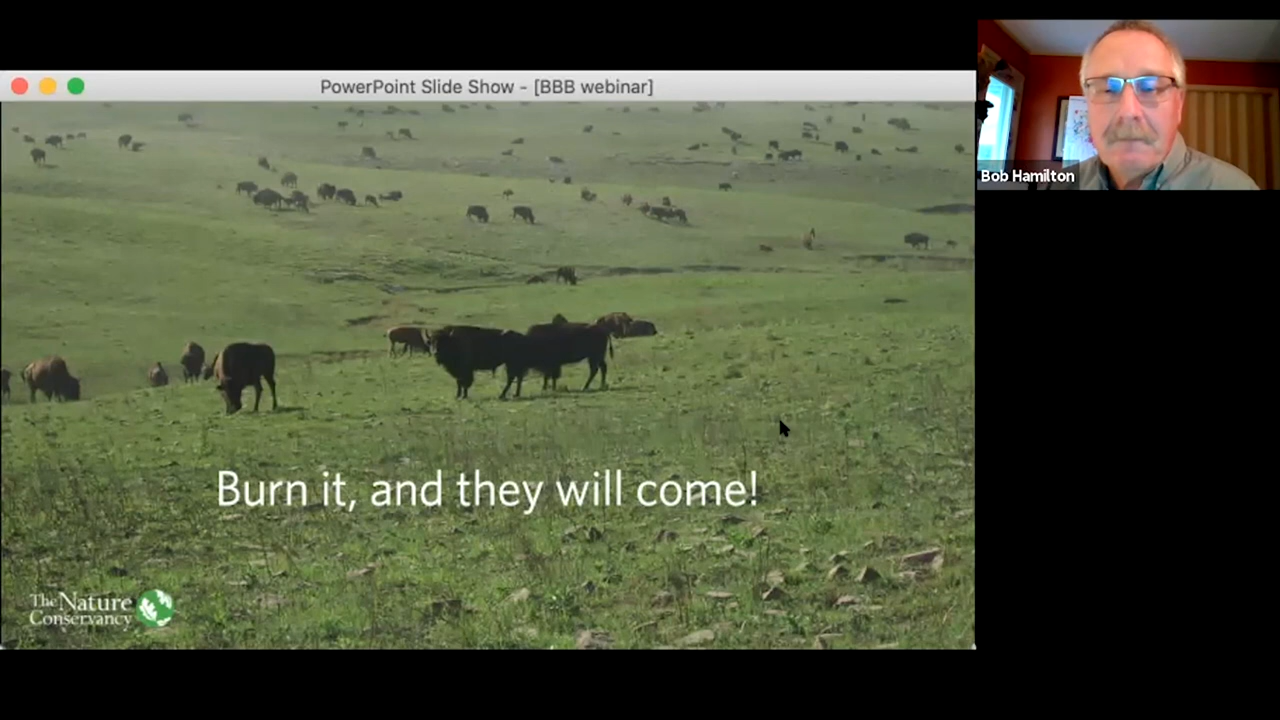 PowerPoint Slide Show - [BBB webinar]
Bob Hamilton
Burn it, and they will come!
The Nature
Conservancy